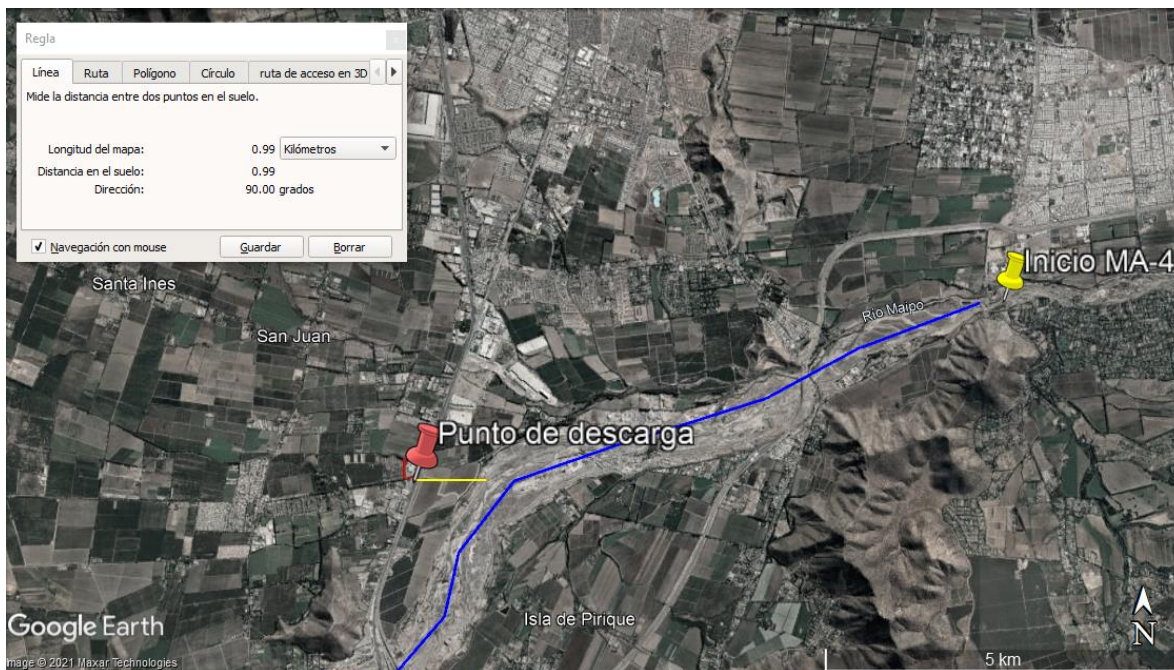 Regla
Línea Ruta Polígono Círculo ruta de acceso en 3D
Mide la distancia entre dos puntos en el suelo.
Longitud del mapa: 0.99 Kilómetros
Distancia en el suelo: 0.99
Dirección: 90.00 grados
Navegación con mouse Guardar Borrar
Inicio MA-4
Santa Ines
Río Maipo
San Juan
Punto de descarga
Isla de Pirique
Google Earth
N
Image © 2021 Maxar Technologies
5 km